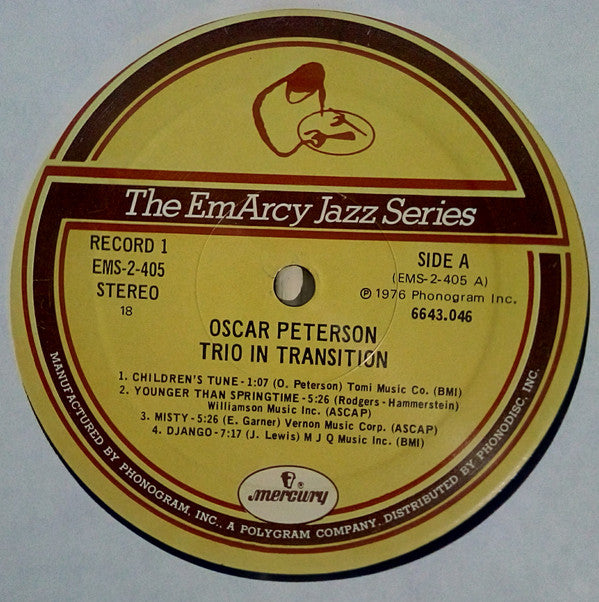 The EmArcy Jazz Series
RECORD 1
EMS-2-405
STEREO
18
SIDE A
(EMS-2-405 A)
℗ 1976 Phonogram Inc.
6643.046
OSCAR PETERSON
TRIO IN TRANSITION
1. CHILDREN'S TUNE - 1:07 (O. Peterson) Tomi Music Co. (BMI)
2. YOUNGER THAN SPRINGTIME - 5:26 (Rodgers - Hammerstein)
Williamson Music Inc. (ASCAP)
3. MISTY - 5:26 (E. Garner) Vernon Music Corp. (ASCAP)
4. DJANGO - 7:17 (J. Lewis) M J Q Music Inc. (BMI)
®
mercury
MANUFACTURED BY PHONOGRAM, INC., A POLYGRAM COMPANY, DISTRIBUTED BY PHONODISC, INC.